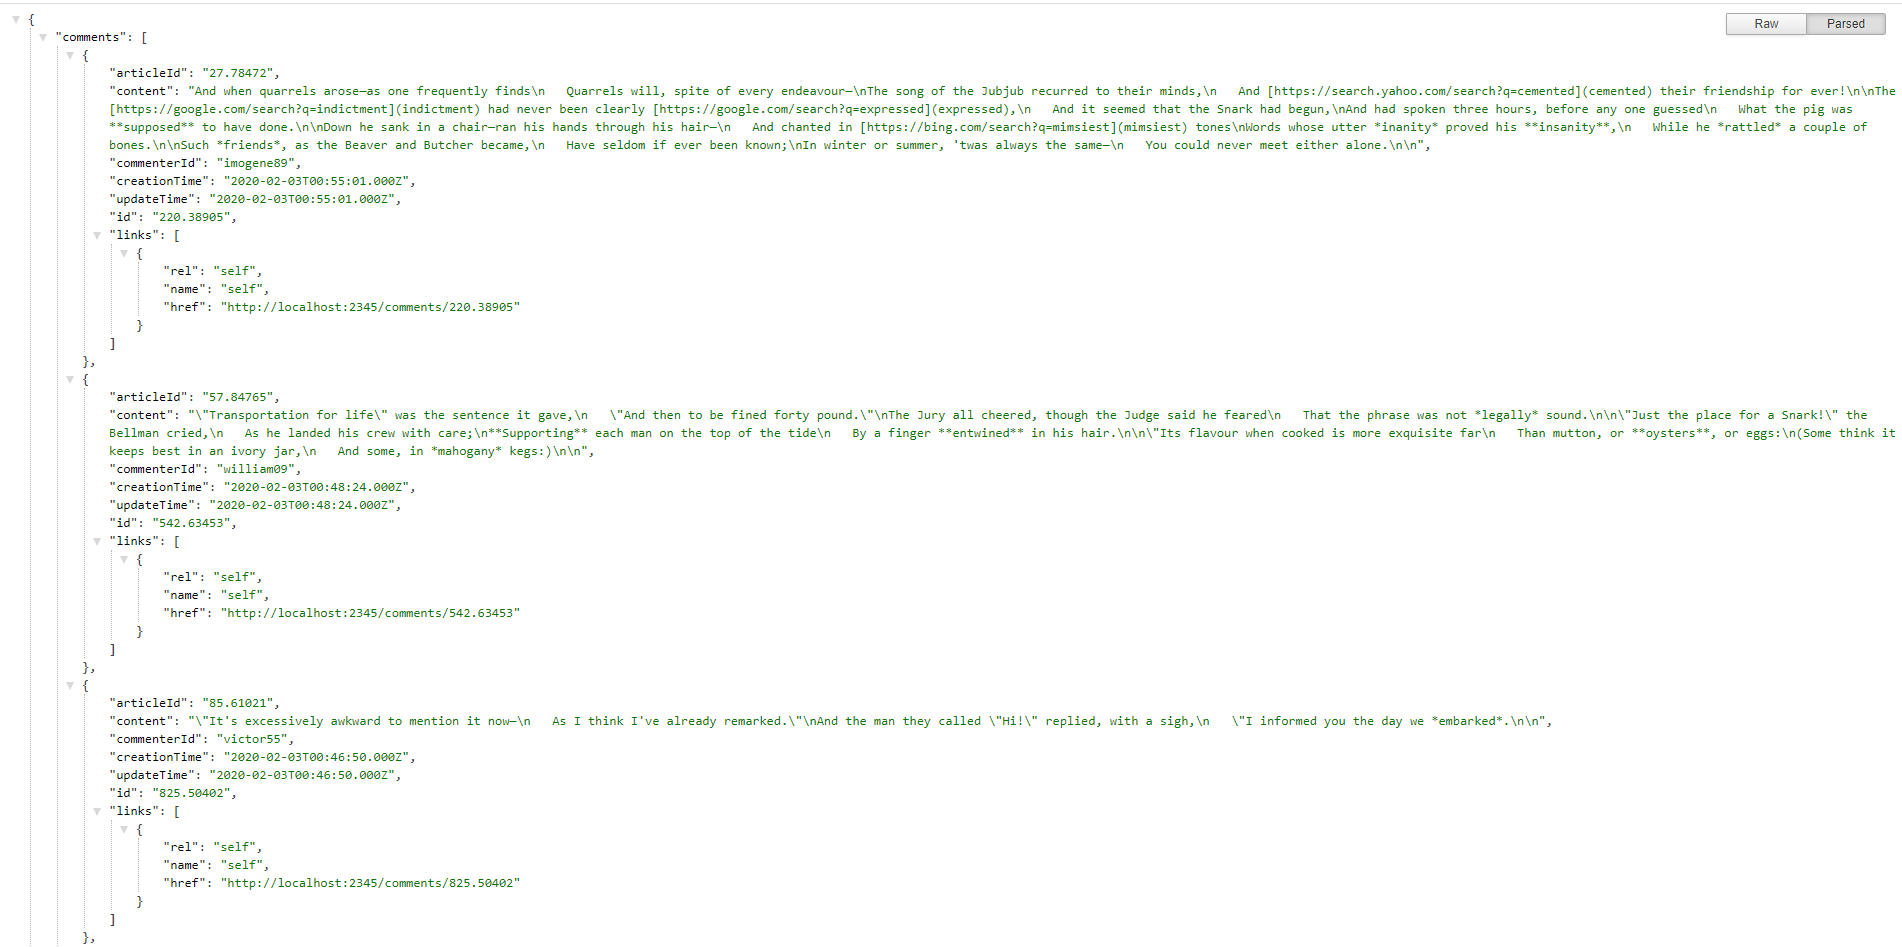 {
Raw Parsed
"comments": [
{
"articleId": "27.78472",
"content": "And when quarrels arose—as one frequently finds\n   Quarrels will, spite of every endeavour—\nThe song of the Jubjub recurred to their minds,\n   And [https://search.yahoo.com/search?q=cemented](cemented) their friendship for ever!\n\nThe
[https://google.com/search?q=indictment](indictment) had never been clearly [https://google.com/search?q=expressed](expressed),\n   And it seemed that the Snark had begun,\nAnd had spoken three hours, before any one guessed\n   What the pig was
**supposed** to have done.\n\nDown he sank in a chair—ran his hands through his hair—\n   And chanted in [https://bing.com/search?q=mimsiest](mimsiest) tones\nWords whose utter *inanity* proved his **insanity**,\n   While he *rattled* a couple of
bones.\n\nSuch *friends*, as the Beaver and Butcher became,\n   Have seldom if ever been known;\nIn winter or summer, 'twas always the same—\n   You could never meet either alone.\n\n",
"commenterId": "imogene89",
"creationTime": "2020-02-03T00:55:01.000Z",
"updateTime": "2020-02-03T00:55:01.000Z",
"id": "220.38905",
"links": [
{
"rel": "self",
"name": "self",
"href": "http://localhost:2345/comments/220.38905"
}
]
},
{
"articleId": "57.84765",
"content": "\"Transportation for life\" was the sentence it gave,\n   \"And then to be fined forty pound.\"\nThe Jury all cheered, though the Judge said he feared\n   That the phrase was not *legally* sound.\n\n\"Just the place for a Snark!\" the
Bellman cried,\n   As he landed his crew with care;\n**Supporting** each man on the top of the tide\n   By a finger **entwined** in his hair.\n\n\"Its flavour when cooked is more exquisite far\n   Than mutton, or **oysters**, or eggs:\n(Some think it
keeps best in an ivory jar,\n   And some, in *mahogany* kegs:)\n\n",
"commenterId": "william09",
"creationTime": "2020-02-03T00:48:24.000Z",
"updateTime": "2020-02-03T00:48:24.000Z",
"id": "542.63453",
"links": [
{
"rel": "self",
"name": "self",
"href": "http://localhost:2345/comments/542.63453"
}
]
},
{
"articleId": "85.61021",
"content": "\"It's excessively awkward to mention it now—\n   As I think I've already remarked.\"\nAnd the man they called \"Hi!\" replied, with a sigh,\n   \"I informed you the day we *embarked*.\n\n",
"commenterId": "victor55",
"creationTime": "2020-02-03T00:46:50.000Z",
"updateTime": "2020-02-03T00:46:50.000Z",
"id": "825.50402",
"links": [
{
"rel": "self",
"name": "self",
"href": "http://localhost:2345/comments/825.50402"
}
]
},